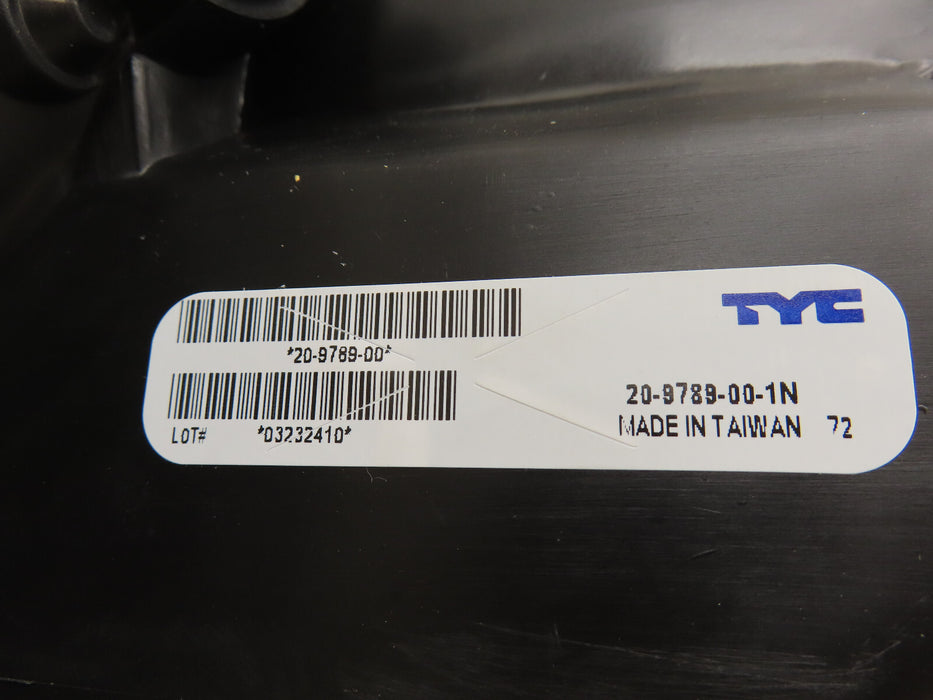 TYC
*20-9789-00*
20-9789-00-1N
LOT# *03232410*
MADE IN TAIWAN 72